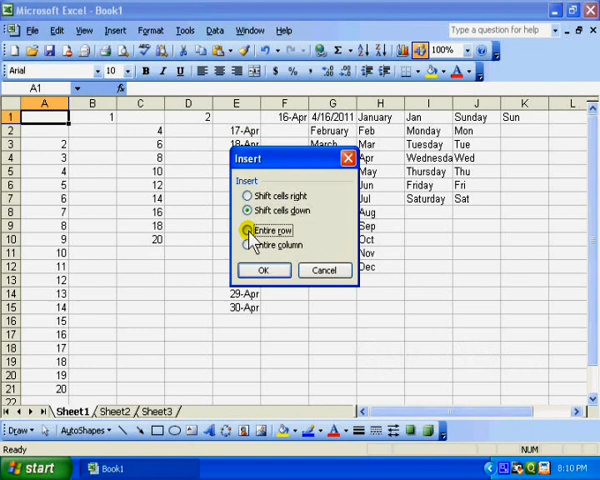 Microsoft Excel - Book1
File Edit View Insert Format Tools Data Window Help
Type a question for help
100%
Arial 10 B I U $ %
A1 fx
A B C D E F G H I J K L
1 1 2 16-Apr 4/16/2011 January Jan Sunday Sun
2 4 17-Apr February Feb Monday Mon
3 2 6 18-Apr March Tuesday Tue
4 3 8 Apr Wednesda Wed
5 4 10 May Thursday Thu
6 5 12 Jun Friday Fri
7 6 14 Jul Saturday Sat
8 7 16 Aug
9 8 18 Sep
10 9 20 Oct
11 10 Nov
12 11 Dec
13 12
14 13 29-Apr
15 14 30-Apr
16 15
17 16
18 17
19 18
20 19
21 20
22
Insert
Insert
Shift cells right
Shift cells down
Entire row
Entire column
OK Cancel
Sheet1 Sheet2 Sheet3
Draw AutoShapes
Ready NUM
start Book1 8:10 PM